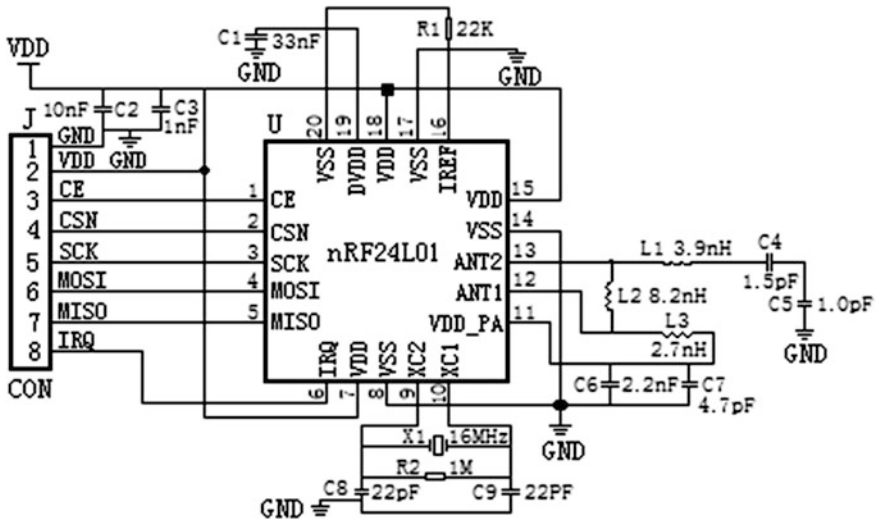 C1 33nF
GND
R1 22K
GND
VDD
10nF C2 C3
1nF
GND
J
CON
1 GND
2 VDD
3 CE
4 CSN
5 SCK
6 MOSI
7 MISO
8 IRQ
U
nRF24L01
20 19 18 17 16
VSS DVDD VDD VSS IREF
1 CE
2 CSN
3 SCK
4 MOSI
5 MISO
15 VDD
14 VSS
13 ANT2
12 ANT1
11 VDD_PA
IRQ VDD VSS XC2 XC1
6 7 8 9 10
L1 3.9nH
C4
1.5pF
L2 8.2nH
C5 1.0pF
GND
L3
2.7nH
C6 2.2nF C7
4.7pF
GND
X1 16MHz
R2 1M
C8 22pF
C9 22PF
GND